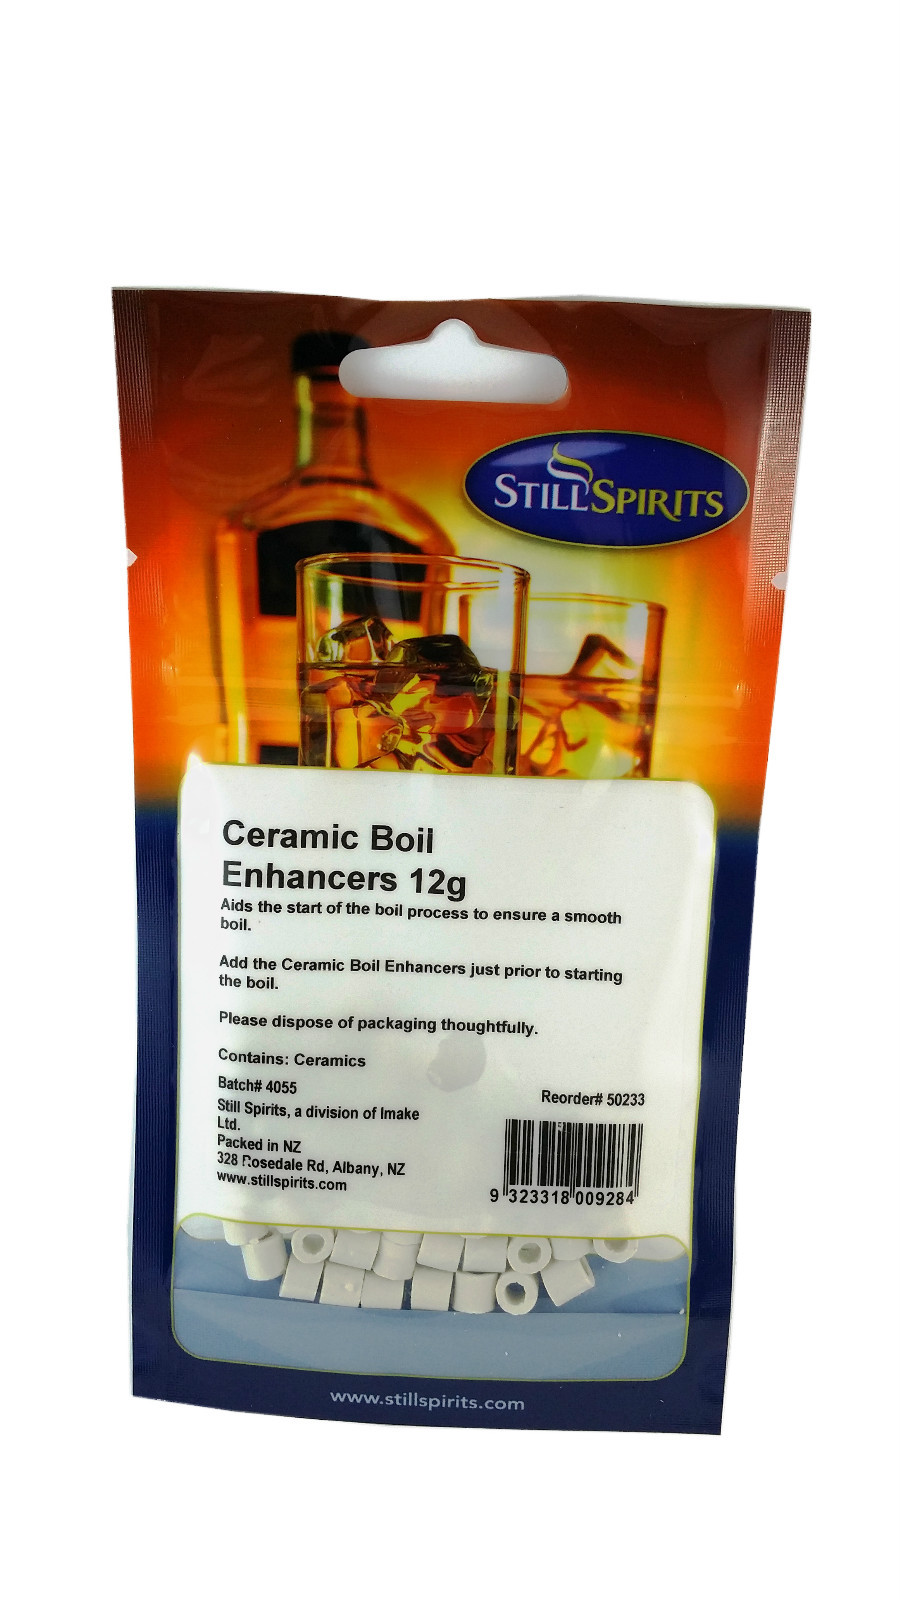 STILL SPIRITS
Ceramic Boil
Enhancers 12g
Aids the start of the boil process to ensure a smooth
boil.
Add the Ceramic Boil Enhancers just prior to starting
the boil.
Please dispose of packaging thoughtfully.
Contains: Ceramics
Batch# 4055
Still Spirits, a division of Imake
Ltd.
Packed in NZ
328 Rosedale Rd, Albany, NZ
www.stillspirits.com
Reorder# 50233
9 323318 009284
www.stillspirits.com